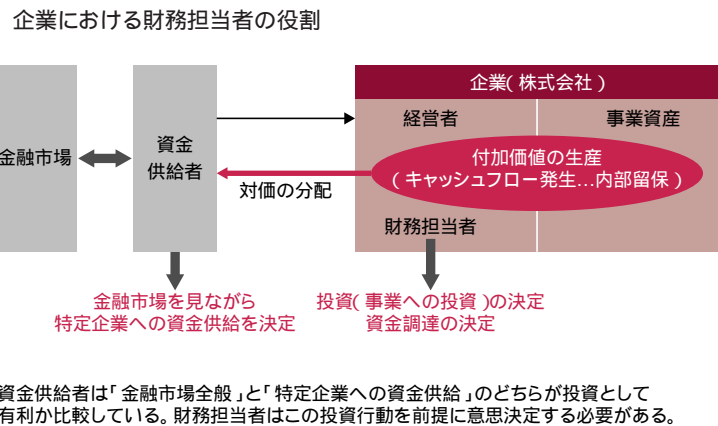 企業における財務担当者の役割
企業(株式会社)
経営者
事業資産
金融市場
資金
供給者
付加価値の生産
(キャッシュフロー発生…内部留保)
対価の分配
財務担当者
金融市場を見ながら
特定企業への資金供給を決定
投資(事業への投資)の決定
資金調達の決定
資金供給者は「金融市場全般」と「特定企業への資金供給」のどちらが投資として
有利か比較している。財務担当者はこの投資行動を前提に意思決定する必要がある。